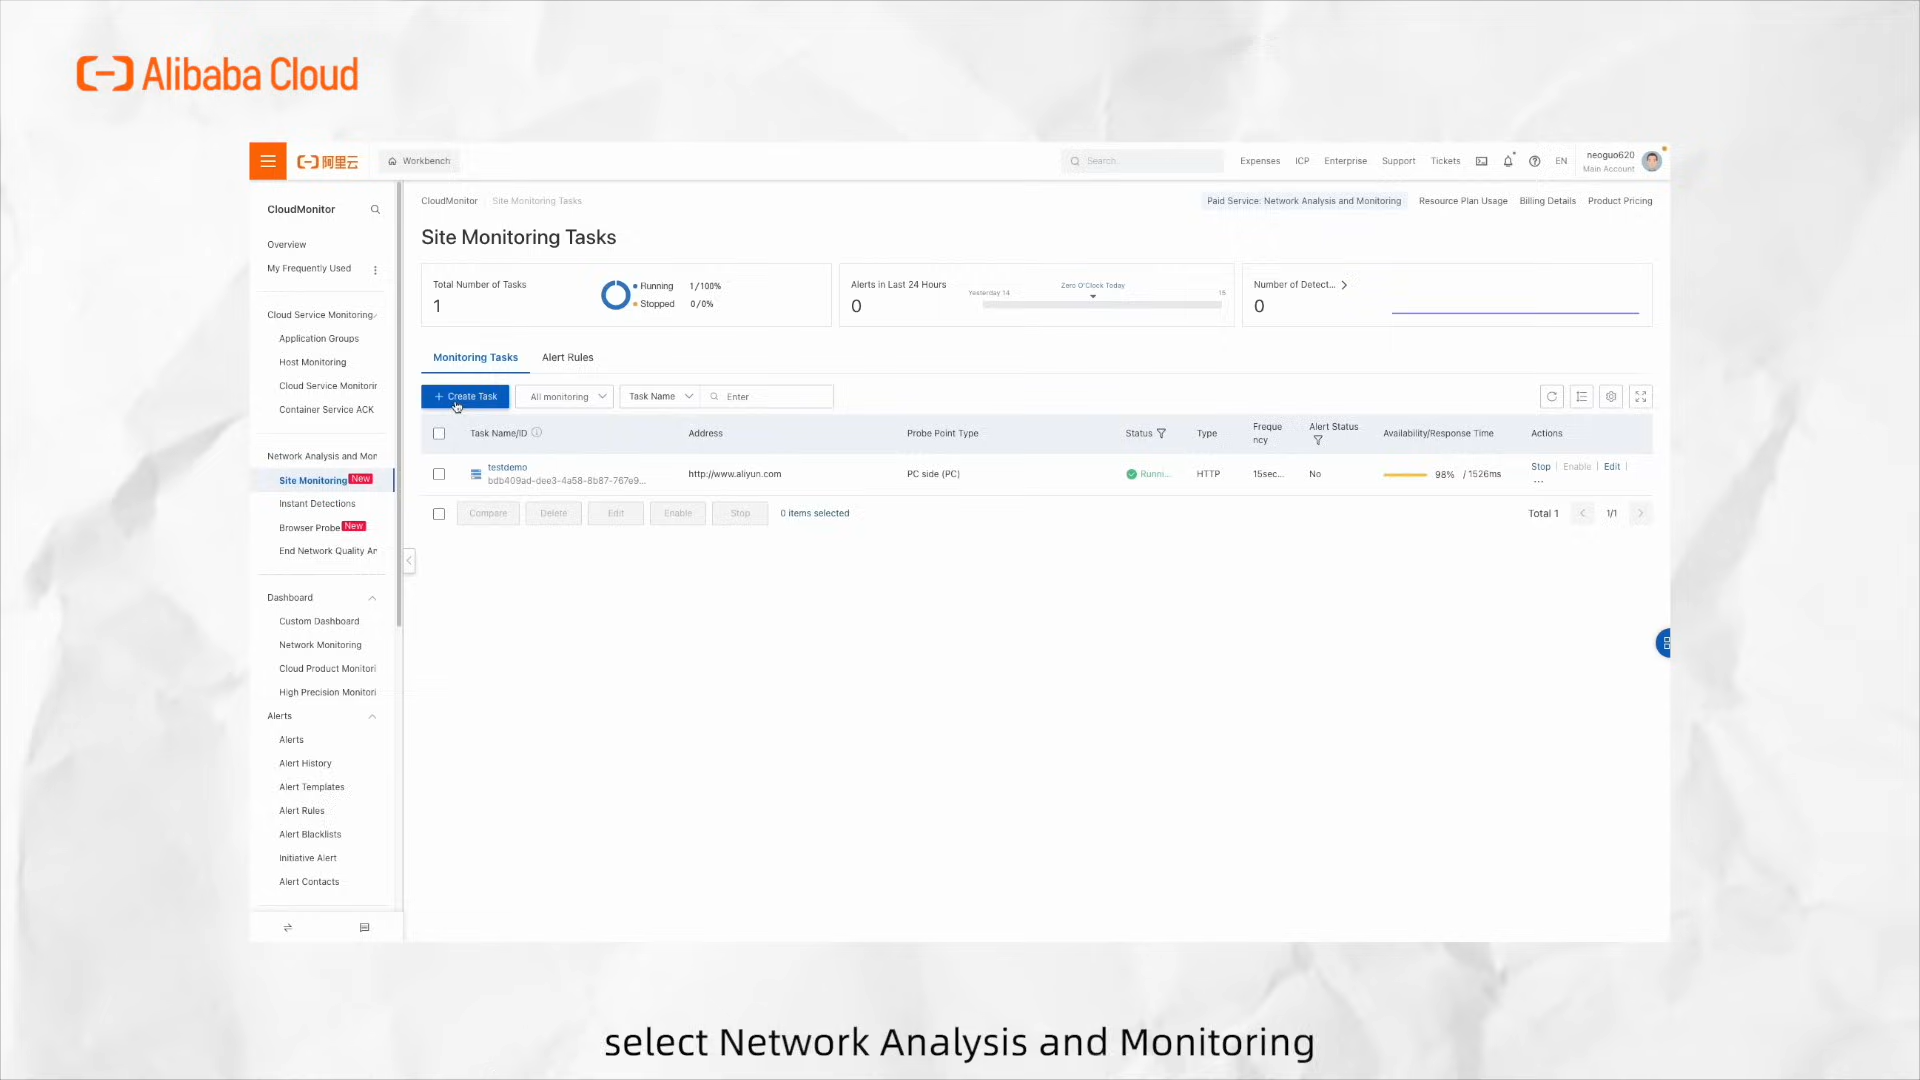 Alibaba Cloud
阿里云
Workbench
Search
Expenses
ICP
Enterprise
Support
Tickets
EN
neoguo620
Main Account
CloudMonitor
Overview
My Frequently Used
Cloud Service Monitoring
Application Groups
Host Monitoring
Cloud Service Monitorin
Container Service ACK
Network Analysis and Mor
Site Monitoring New
Instant Detections
Browser Probe New
End Network Quality An
Dashboard
Custom Dashboard
Network Monitoring
Cloud Product Monitori
High Precision Monitori
Alerts
Alerts
Alert History
Alert Templates
Alert Rules
Alert Blacklists
Initiative Alert
Alert Contacts
CloudMonitor
Site Monitoring Tasks
Paid Service: Network Analysis and Monitoring
Resource Plan Usage
Billing Details
Product Pricing
Site Monitoring Tasks
Total Number of Tasks
1
Running 1/100%
Stopped 0/0%
Alerts in Last 24 Hours
0
Yesterday 14
Zero O'Clock Today
15
Number of Detect...
0
Monitoring Tasks
Alert Rules
+ Create Task
All monitoring
Task Name
Enter
Task Name/ID
Address
Probe Point Type
Status
Type
Freque
ncy
Alert Status
Availability/Response Time
Actions
testdemo
bdb409ad-dee3-4a58-8b87-767e9...
http://www.aliyun.com
PC side (PC)
Runni...
HTTP
15sec...
No
98% / 1526ms
Stop
Enable
Edit
...
Compare
Delete
Edit
Enable
Stop
0 items selected
Total 1
1/1
select Network Analysis and Monitoring